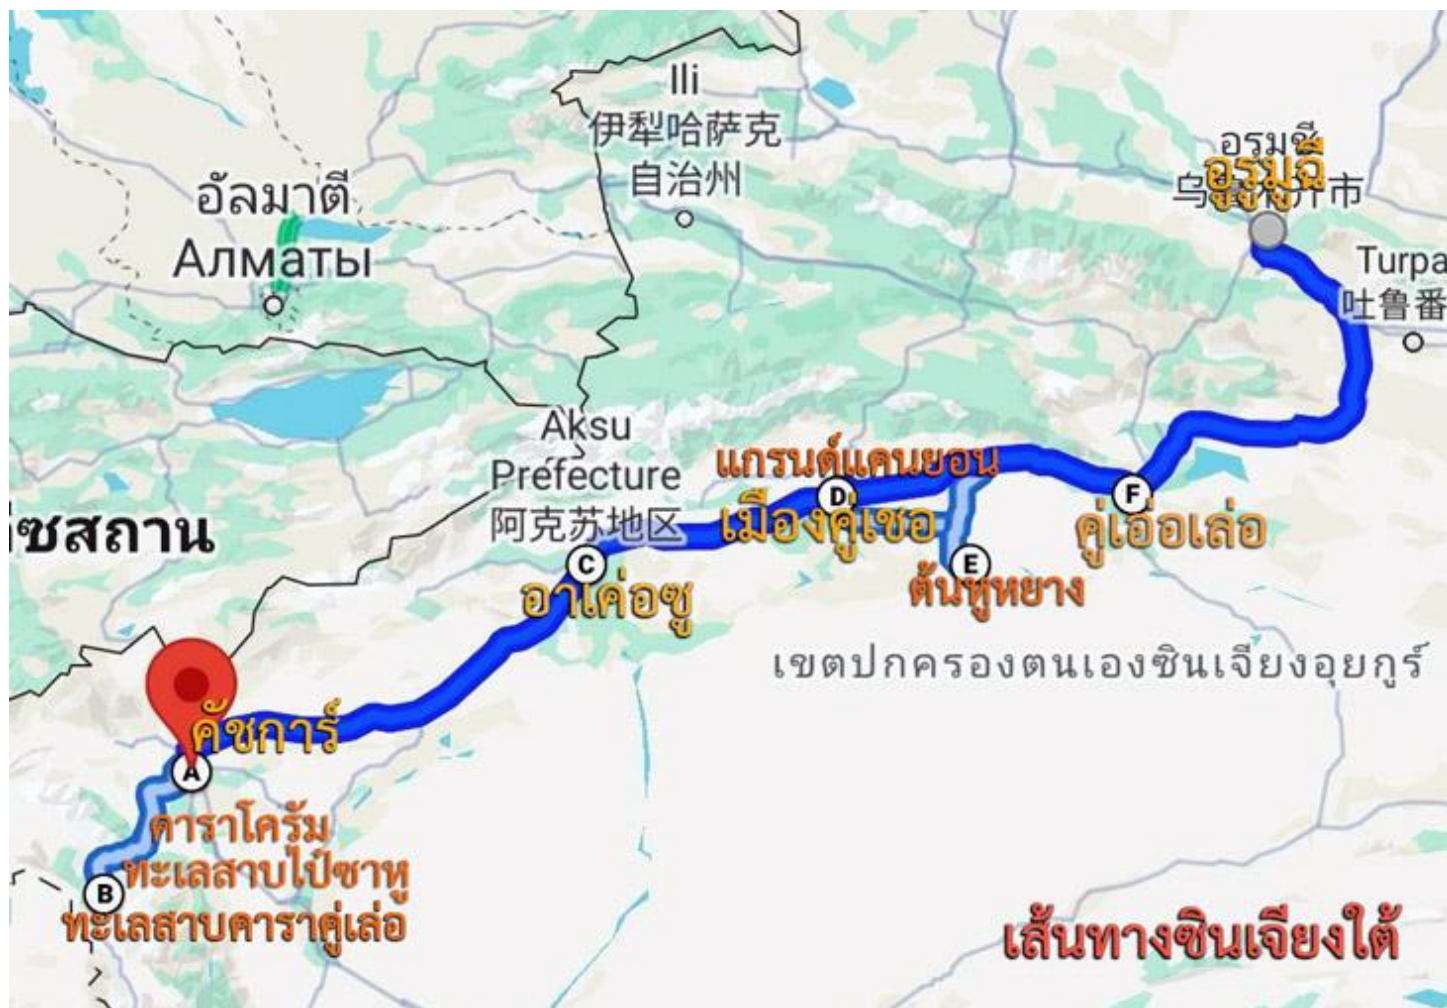 Ili
伊犁哈萨克
自治州
อุรุมชี
อูรูมูฉี
อัลมาตี
Алматы
Turpa
吐鲁番
Aksu
Prefecture
阿克苏地区
แกรนด์แคนยอน
D
เมืองคู่เชอ
F
คู่เอ่อเล่อ
ซสถาน
C
อาเค่อซู
E
ต้นหูหยาง
เขตปกครองตนเองซินเจียงอุยกูร์
คัชการ์
A
คาราโครัม
ทะเลสาบไป๋ซาหู
B
ทะเลสาบคาราคู่เล่อ
เส้นทางซินเจียงใต้